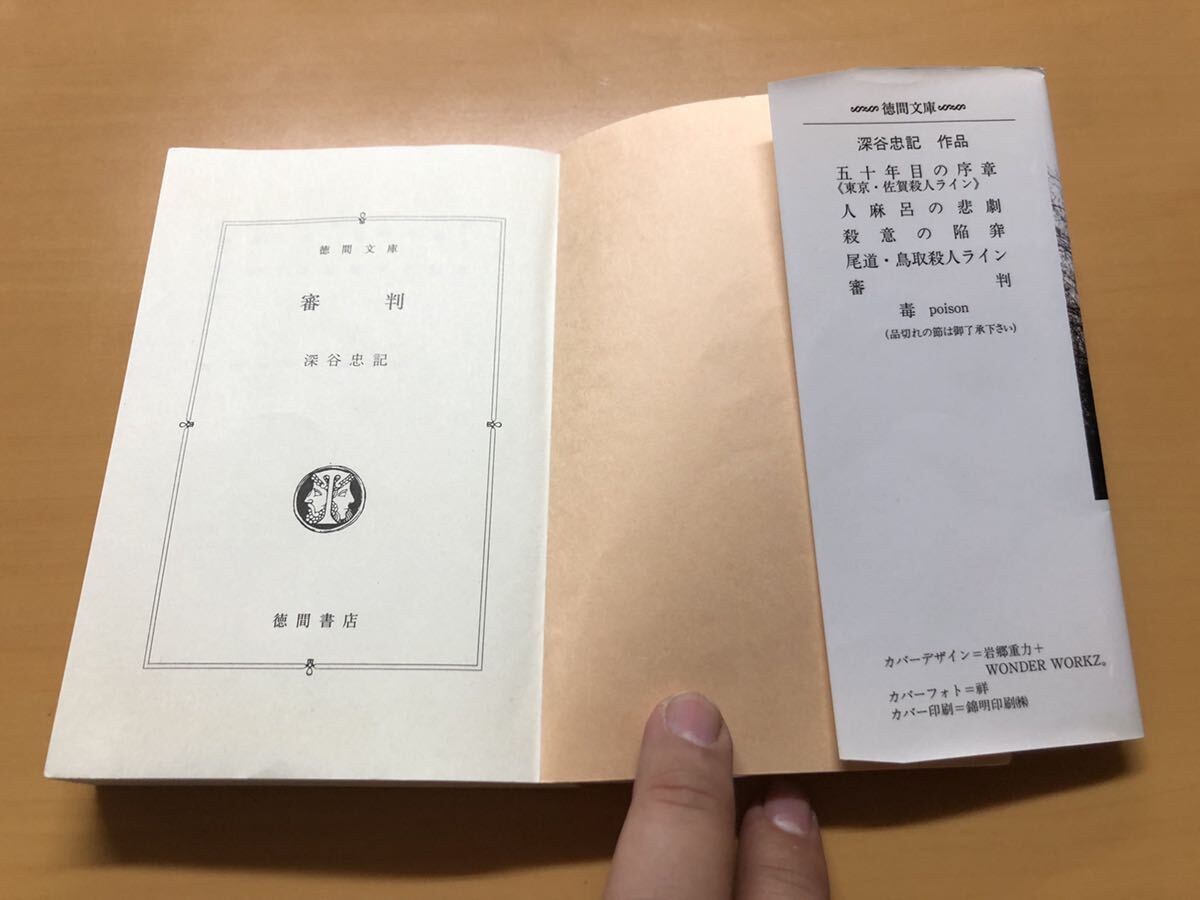 徳間文庫
審判
深谷忠記
徳間書店
徳間文庫
深谷忠記 作品
五十年目の序章
《東京・佐賀殺人ライン》
人麻呂の悲劇
殺意の陥穽
尾道・鳥取殺人ライン
審判
毒 poison
(品切れの節は御了承下さい)
カバーデザイン＝岩郷重力＋
WONDER WORKZ。
カバーフォト＝祥
カバー印刷＝錦明印刷㈱